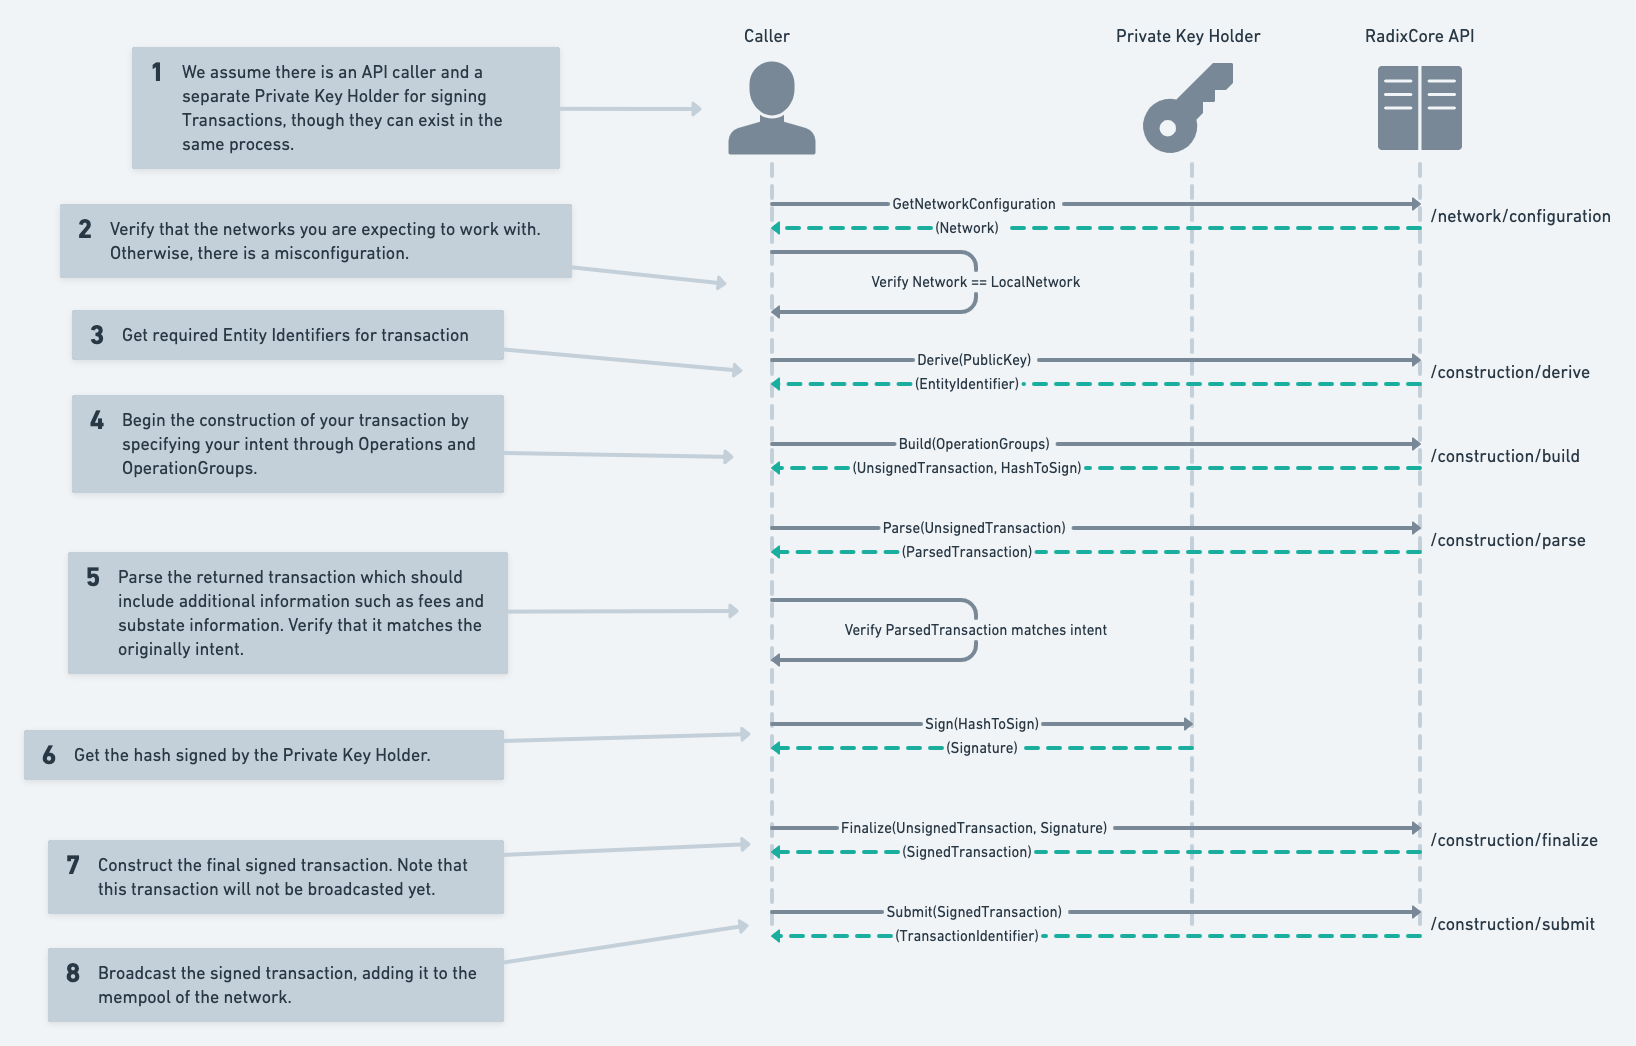 Caller
Private Key Holder
RadixCore API
1
We assume there is an API caller and a
separate Private Key Holder for signing
Transactions, though they can exist in the
same process.
GetNetworkConfiguration
(Network)
/network/configuration
2
Verify that the networks you are expecting to work with.
Otherwise, there is a misconfiguration.
Verify Network == LocalNetwork
3
Get required Entity Identifiers for transaction
Derive(PublicKey)
(EntityIdentifier)
/construction/derive
4
Begin the construction of your transaction by
specifying your intent through Operations and
OperationGroups.
Build(OperationGroups)
(UnsignedTransaction, HashToSign)
/construction/build
Parse(UnsignedTransaction)
(ParsedTransaction)
/construction/parse
5
Parse the returned transaction which should
include additional information such as fees and
substate information. Verify that it matches the
originally intent.
Verify ParsedTransaction matches intent
6
Get the hash signed by the Private Key Holder.
Sign(HashToSign)
(Signature)
7
Construct the final signed transaction. Note that
this transaction will not be broadcasted yet.
Finalize(UnsignedTransaction, Signature)
(SignedTransaction)
/construction/finalize
8
Broadcast the signed transaction, adding it to the
mempool of the network.
Submit(SignedTransaction)
(TransactionIdentifier)
/construction/submit